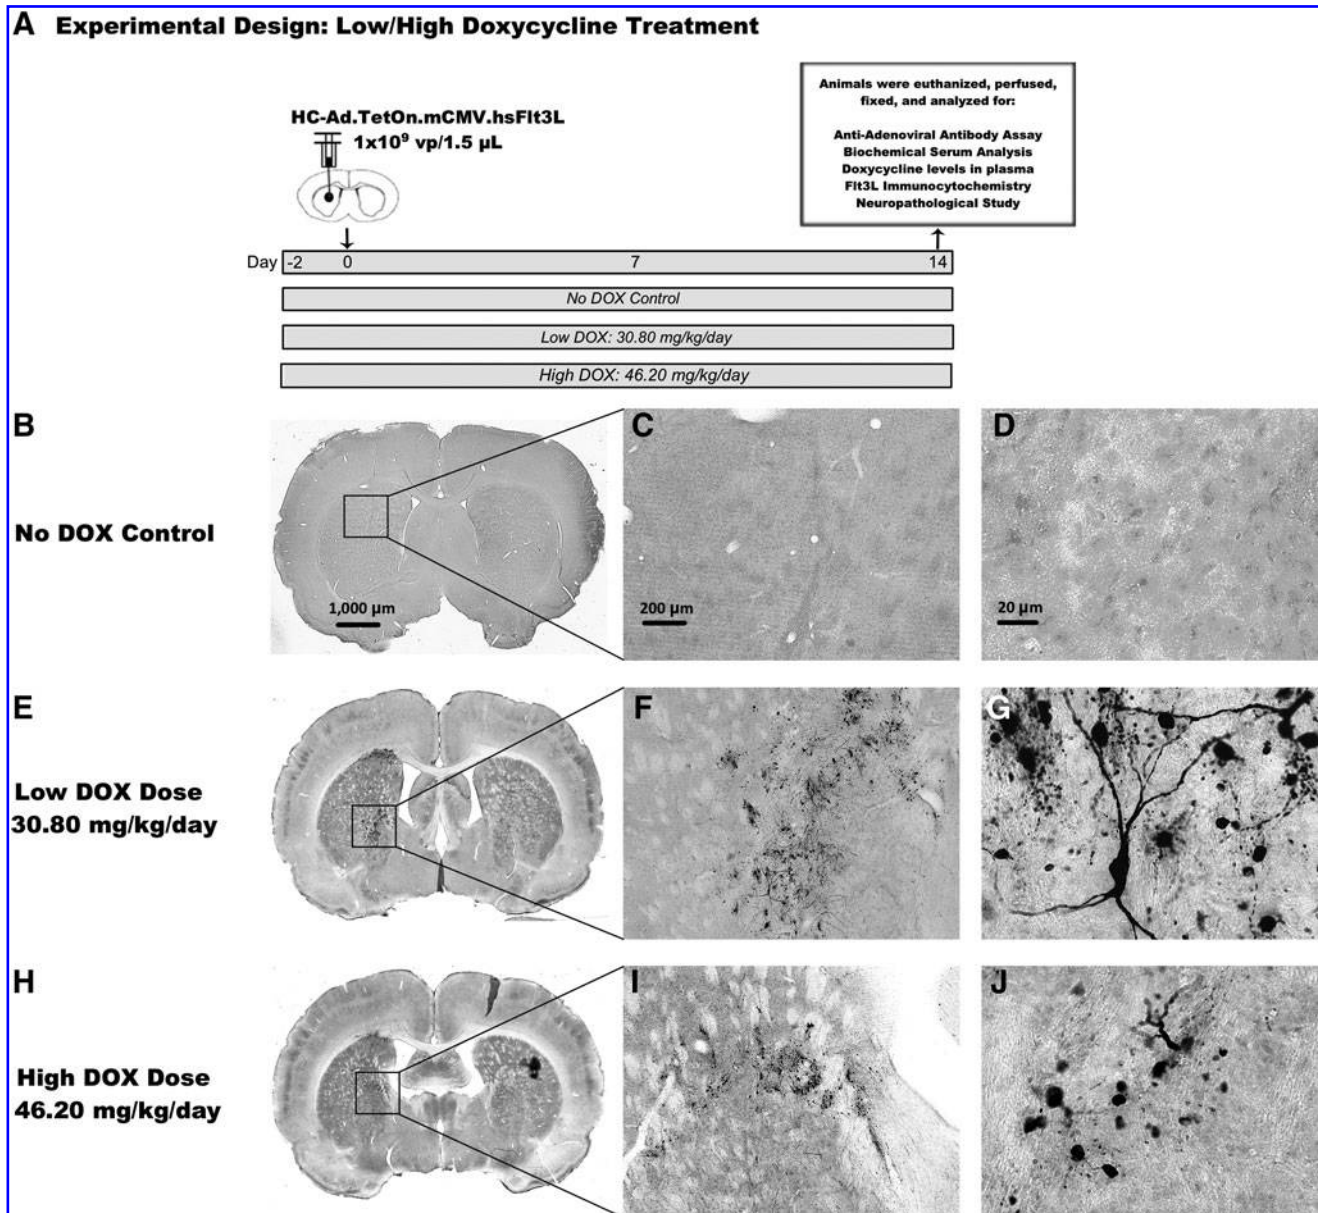 A Experimental Design: Low/High Doxycycline Treatment
HC-Ad.TetOn.mCMV.hsFlt3L
1x10⁹ vp/1.5 µL
Animals were euthanized, perfused,
fixed, and analyzed for:
Anti-Adenoviral Antibody Assay
Biochemical Serum Analysis
Doxycycline levels in plasma
Flt3L Immunocytochemistry
Neuropathological Study
Day -2 0 7 14
No DOX Control
Low DOX: 30.80 mg/kg/day
High DOX: 46.20 mg/kg/day
B C D
No DOX Control
1,000 µm 200 µm 20 µm
E F G
Low DOX Dose
30.80 mg/kg/day
H I J
High DOX Dose
46.20 mg/kg/day